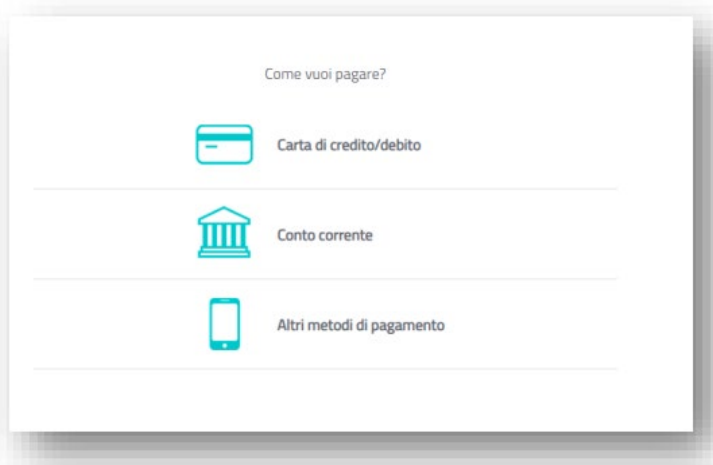 Come vuoi pagare?
Carta di credito/debito
Conto corrente
Altri metodi di pagamento